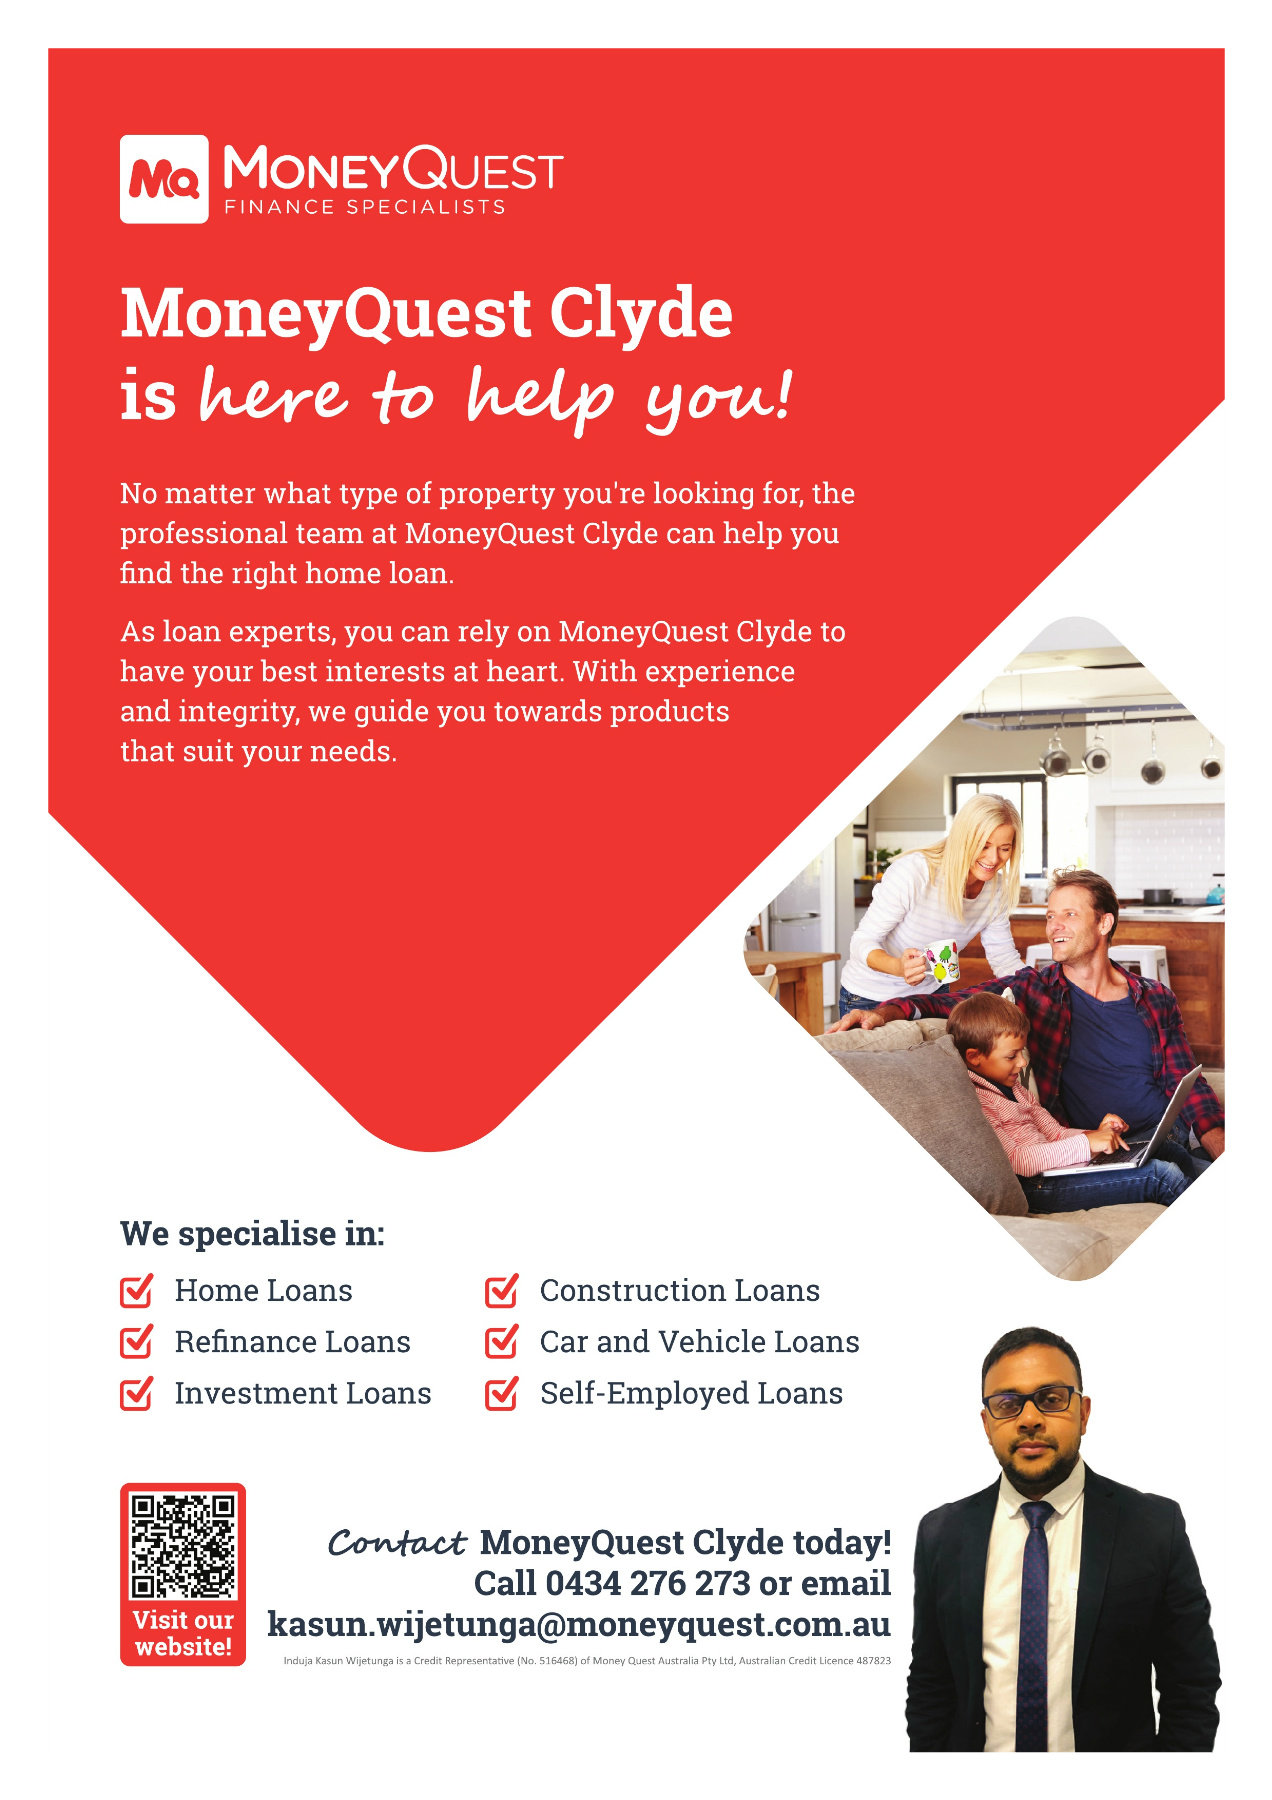 MQ MONEYQUEST
FINANCE SPECIALISTS
MoneyQuest Clyde
is here to help you!
No matter what type of property you're looking for, the
professional team at MoneyQuest Clyde can help you
find the right home loan.
As loan experts, you can rely on MoneyQuest Clyde to
have your best interests at heart. With experience
and integrity, we guide you towards products
that suit your needs.
We specialise in:
Home Loans
Refinance Loans
Investment Loans
Construction Loans
Car and Vehicle Loans
Self-Employed Loans
Visit our
website!
Contact MoneyQuest Clyde today!
Call 0434 276 273 or email
kasun.wijetunga@moneyquest.com.au
Induja Kasun Wijetunga is a Credit Representative (No. 516468) of Money Quest Australia Pty Ltd, Australian Credit Licence 487823